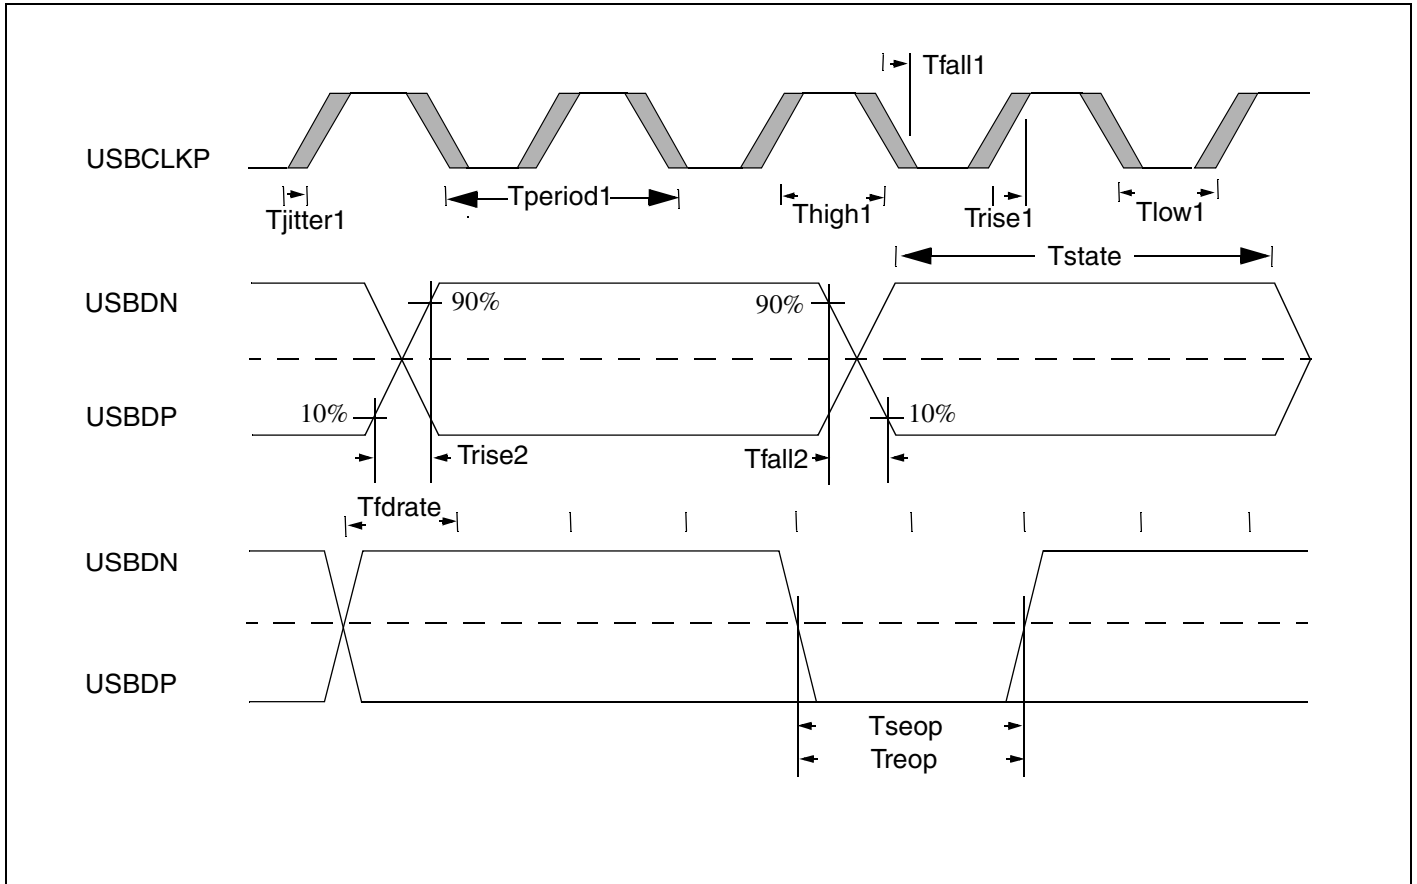 Tfall1
USBCLKP
Tjitter1
Tperiod1
Thigh1
Trise1
Tlow1
Tstate
USBDN
90%
90%
USBDP
10%
10%
Trise2
Tfall2
Tfdrate
USBDN
USBDP
Tseop
Treop